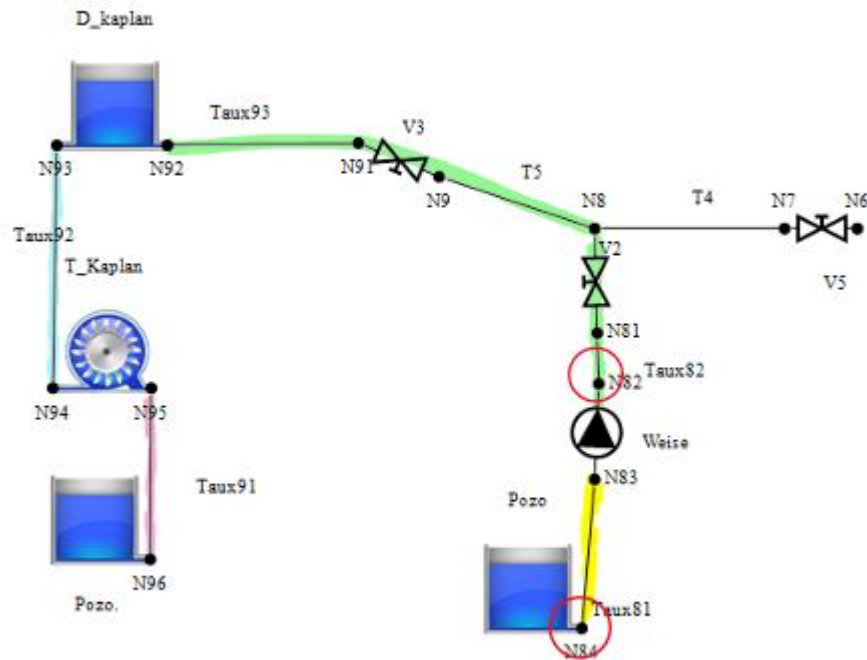 D_kaplan
Taux93
V3
N93
N92
N91
T5
N9
N8
T4
N7
N6
Taux92
V2
V5
T_Kaplan
N81
N82
Taux82
N94
N95
Weise
Taux91
Pozo
N83
N96
Pozo.
Taux81
N84